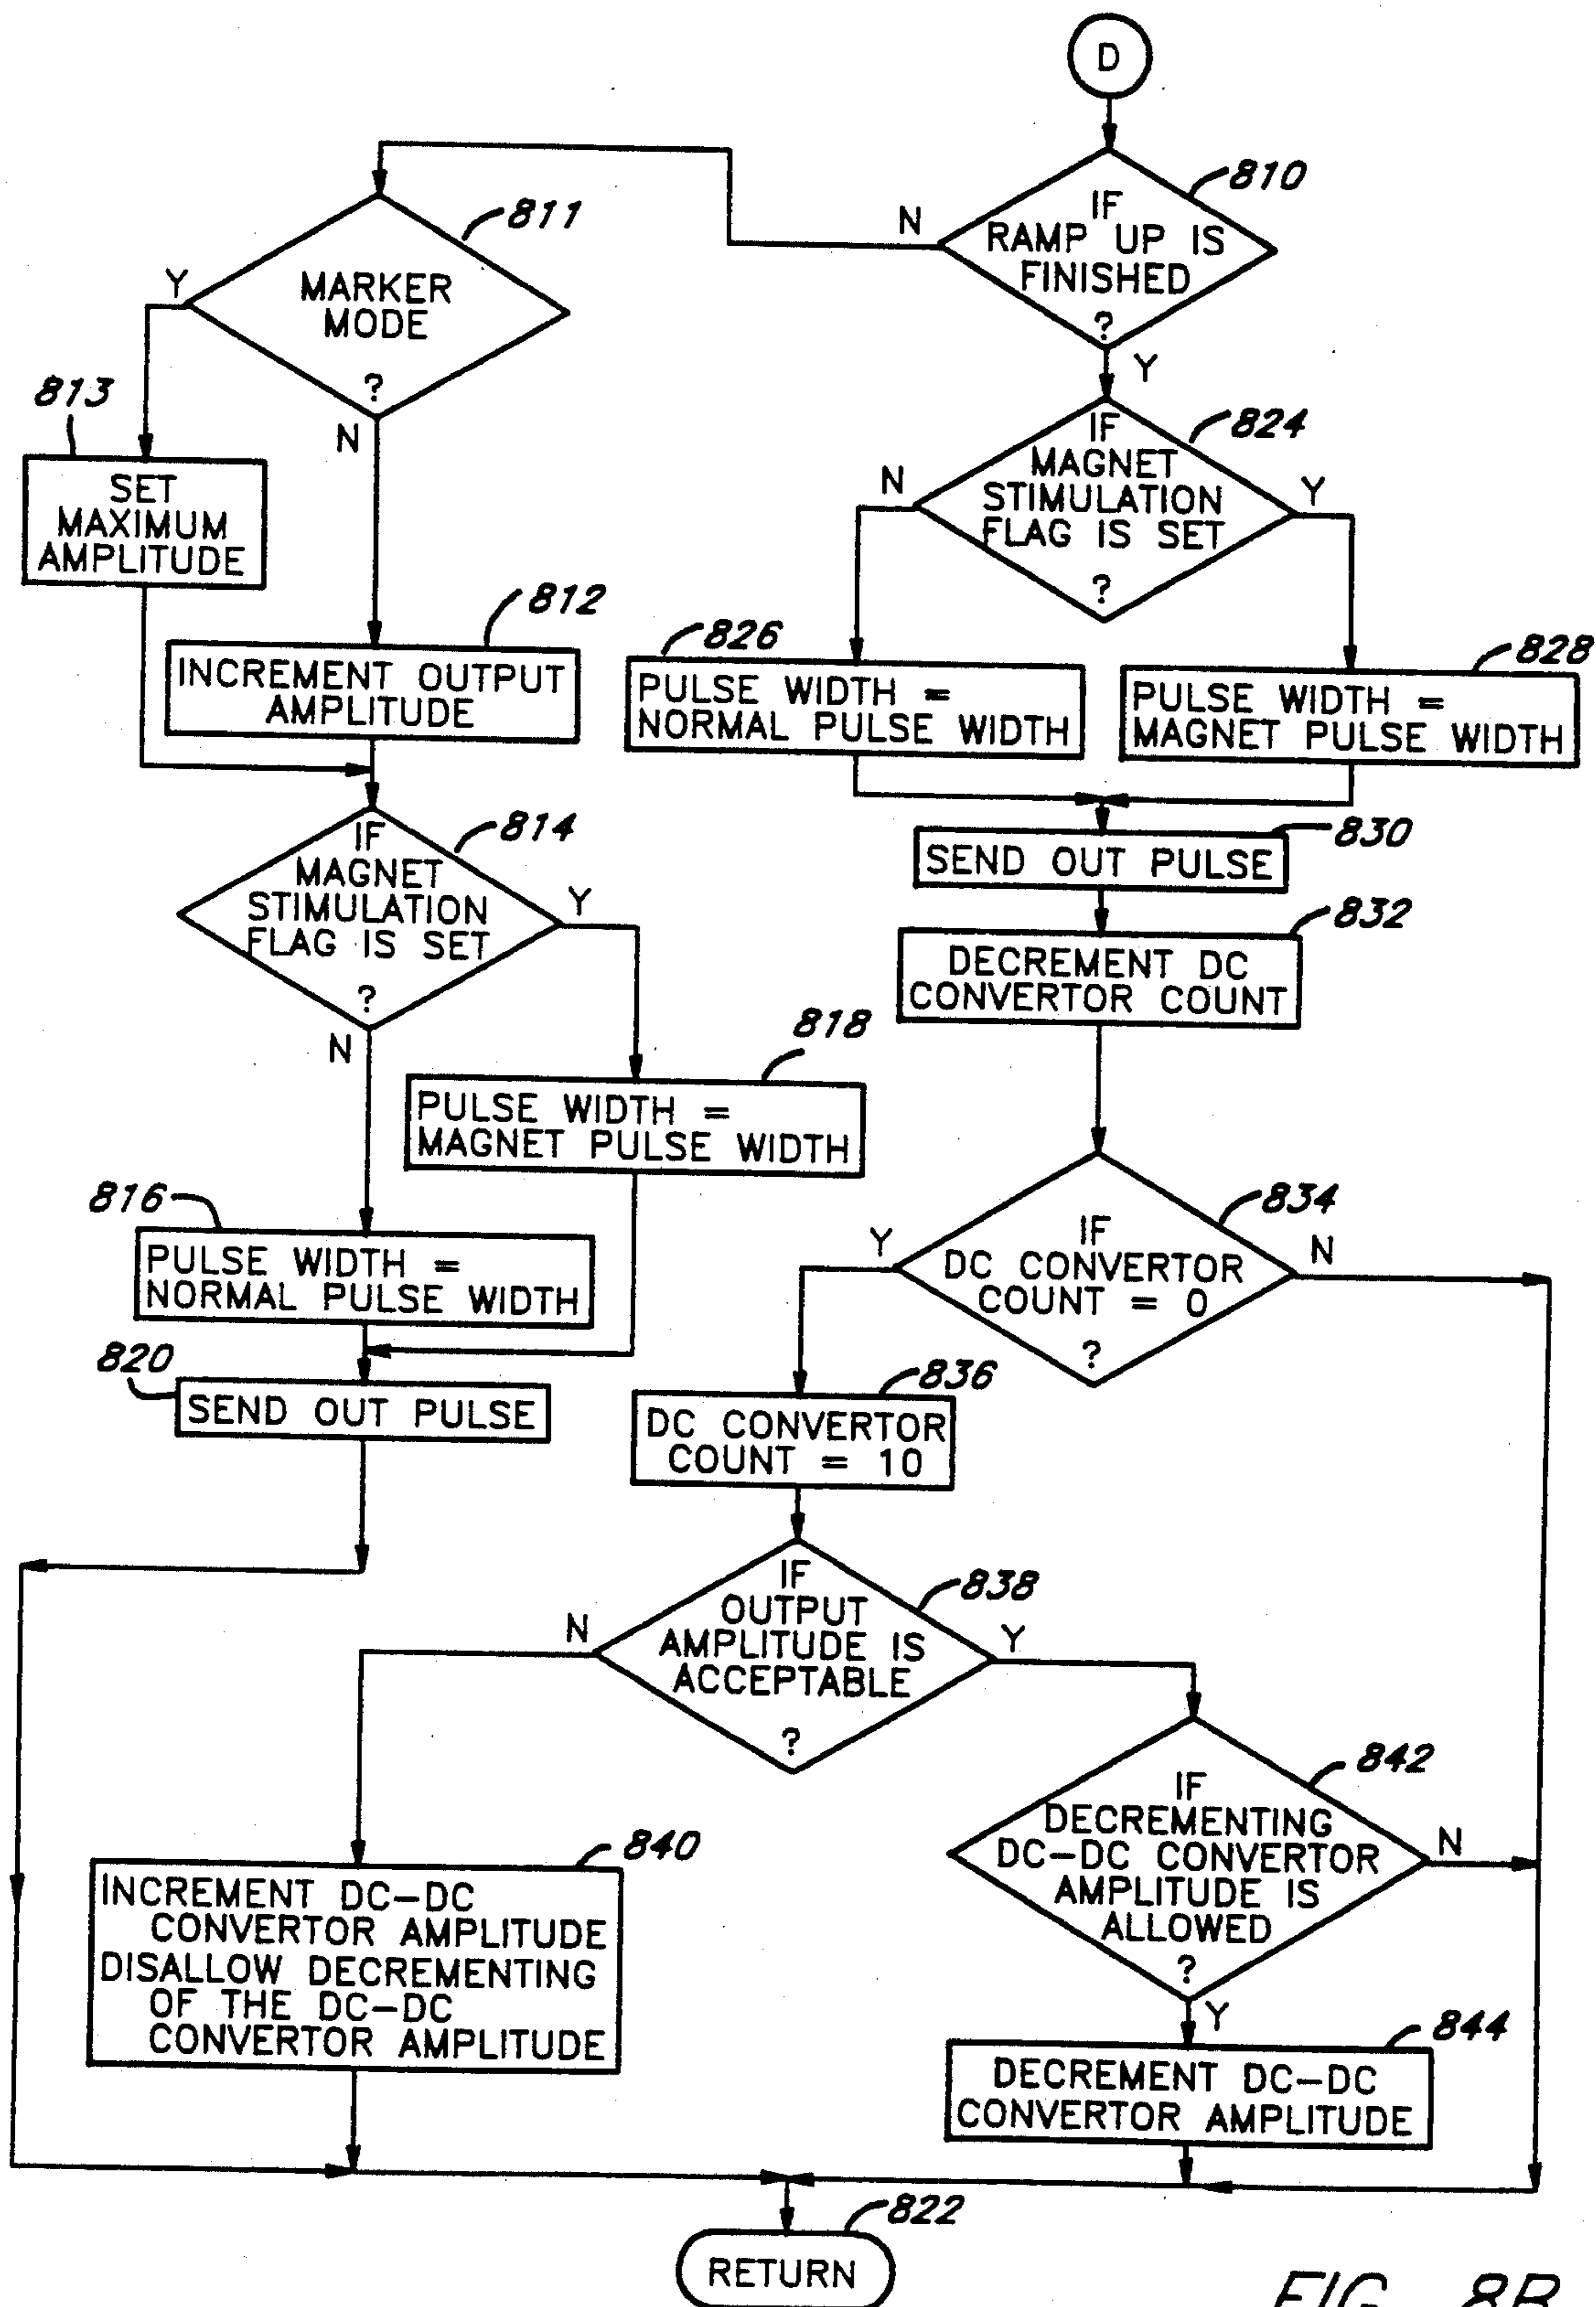 D
810
IF
RAMP UP IS
FINISHED
?
N
Y
811
MARKER
MODE
?
Y
N
813
SET
MAXIMUM
AMPLITUDE
812
INCREMENT OUTPUT
AMPLITUDE
824
IF
MAGNET
STIMULATION
FLAG IS SET
?
N
Y
826
PULSE WIDTH =
NORMAL PULSE WIDTH
828
PULSE WIDTH =
MAGNET PULSE WIDTH
814
IF
MAGNET
STIMULATION
FLAG IS SET
?
Y
N
830
SEND OUT PULSE
832
DECREMENT DC
CONVERTOR COUNT
818
PULSE WIDTH =
MAGNET PULSE WIDTH
816
PULSE WIDTH =
NORMAL PULSE WIDTH
820
SEND OUT PULSE
834
IF
DC CONVERTOR
COUNT = 0
?
Y
N
836
DC CONVERTOR
COUNT = 10
838
IF
OUTPUT
AMPLITUDE IS
ACCEPTABLE
?
N
Y
840
INCREMENT DC-DC
CONVERTOR AMPLITUDE
DISALLOW DECREMENTING
OF THE DC-DC
CONVERTOR AMPLITUDE
842
IF
DECREMENTING
DC-DC CONVERTOR
AMPLITUDE IS
ALLOWED
?
N
Y
844
DECREMENT DC-DC
CONVERTOR AMPLITUDE
822
RETURN
FIG. 8B